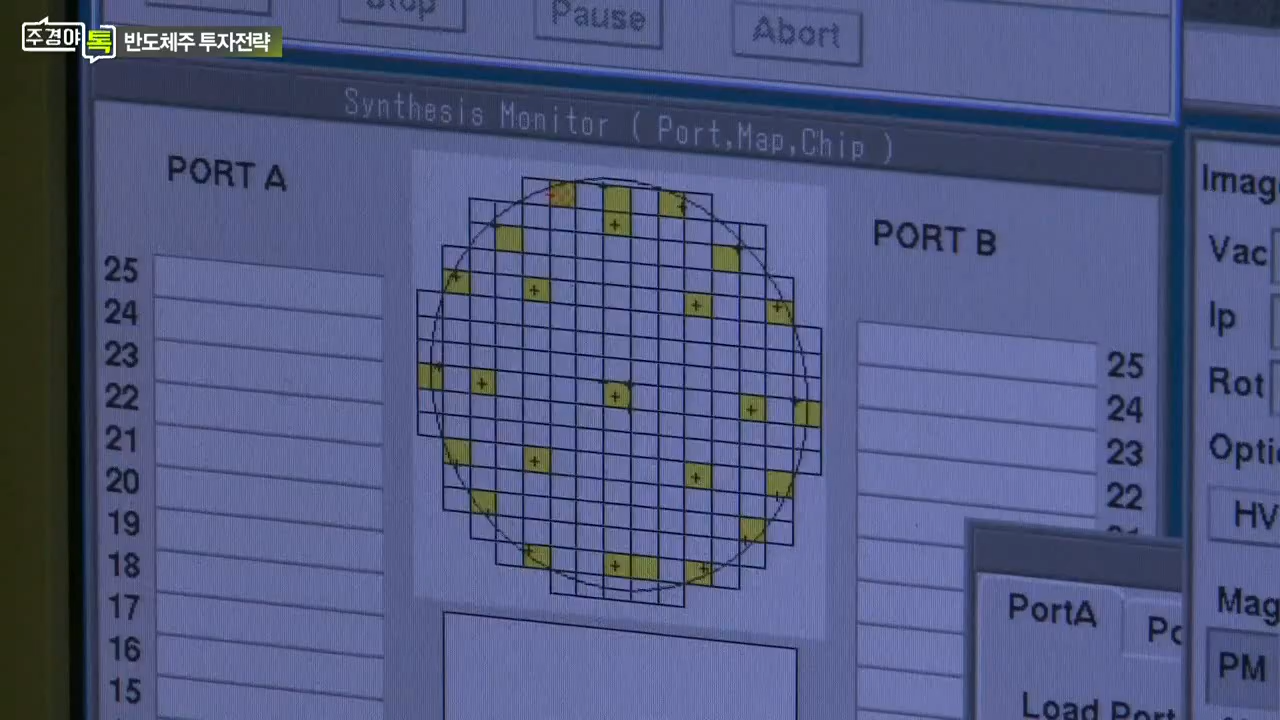 주경야톡 반도체주 투자전략
Stop
Pause
Abort
Synthesis Monitor ( Port,Map,Chip )
PORT A
25
24
23
22
21
20
19
18
17
16
15
PORT B
25
24
23
22
Imag
Vac
Ip
Rot
Optic
HV
Mag
PM
PortA
Po
Load Port